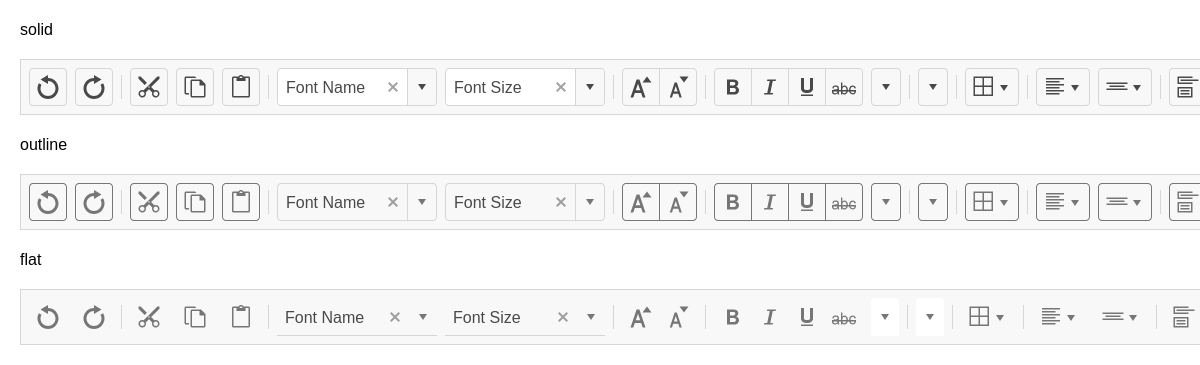 solid
Font Name Font Size A A B I U abc
outline
Font Name Font Size A A B I U abc
flat
Font Name Font Size A A B I U abc